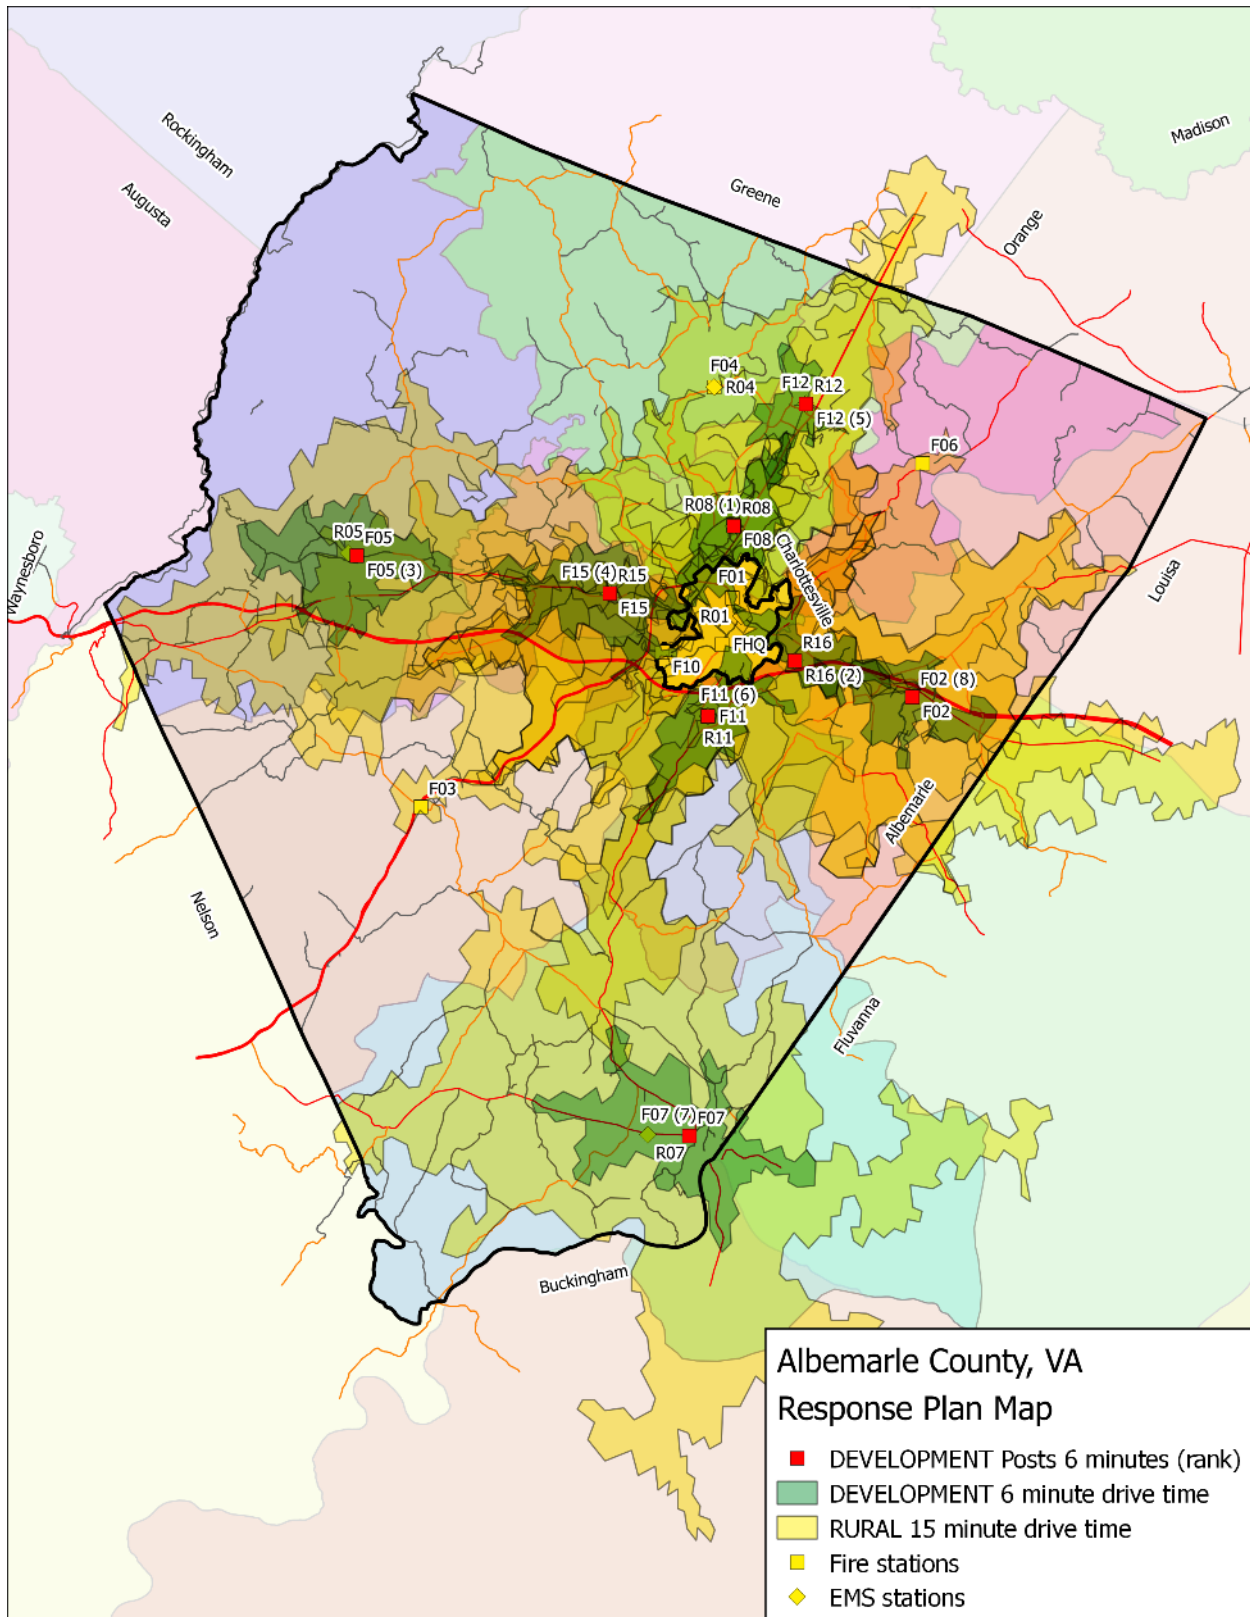 Rockingham
Madison
Augusta
Greene
Orange
F04
R04
F12
R12
F12 (5)
F06
R08 (1)
R08
F08
R05
F05
F05 (3)
Waynesboro
F15 (4)
R15
F15
F01
R01
Charlottesville
Louisa
FHQ
F10
R16
R16 (2)
F02 (8)
F02
F11 (6)
F11
R11
F03
Albemarle
Nelson
Fluvanna
F07 (7)
F07
R07
Buckingham
Albemarle County, VA
Response Plan Map
DEVELOPMENT Posts 6 minutes (rank)
DEVELOPMENT 6 minute drive time
RURAL 15 minute drive time
Fire stations
EMS stations